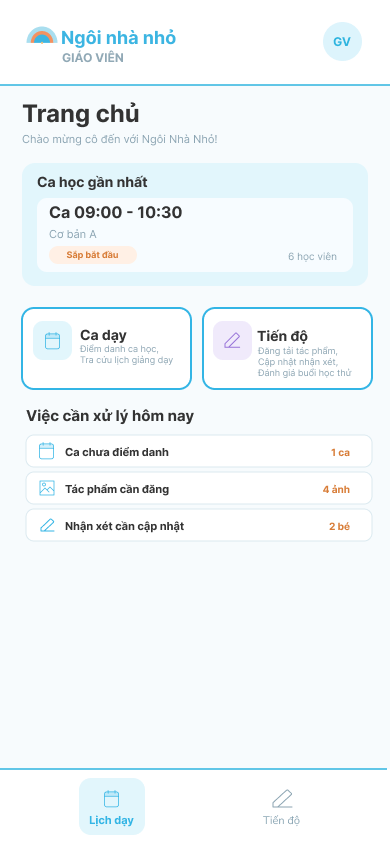 Ngôi nhà nhỏ
GIÁO VIÊN
GV
Trang chủ
Chào mừng cô đến với Ngôi Nhà Nhỏ!
Ca học gần nhất
Ca 09:00 - 10:30
Cơ bản A
Sắp bắt đầu
6 học viên
Ca dạy
Điểm danh ca học,
Tra cứu lịch giảng dạy
Tiến độ
Đăng tải tác phẩm,
Cập nhật nhận xét,
Đánh giá buổi học thử
Việc cần xử lý hôm nay
Ca chưa điểm danh
1 ca
Tác phẩm cần đăng
4 ảnh
Nhận xét cần cập nhật
2 bé
Lịch dạy
Tiến độ